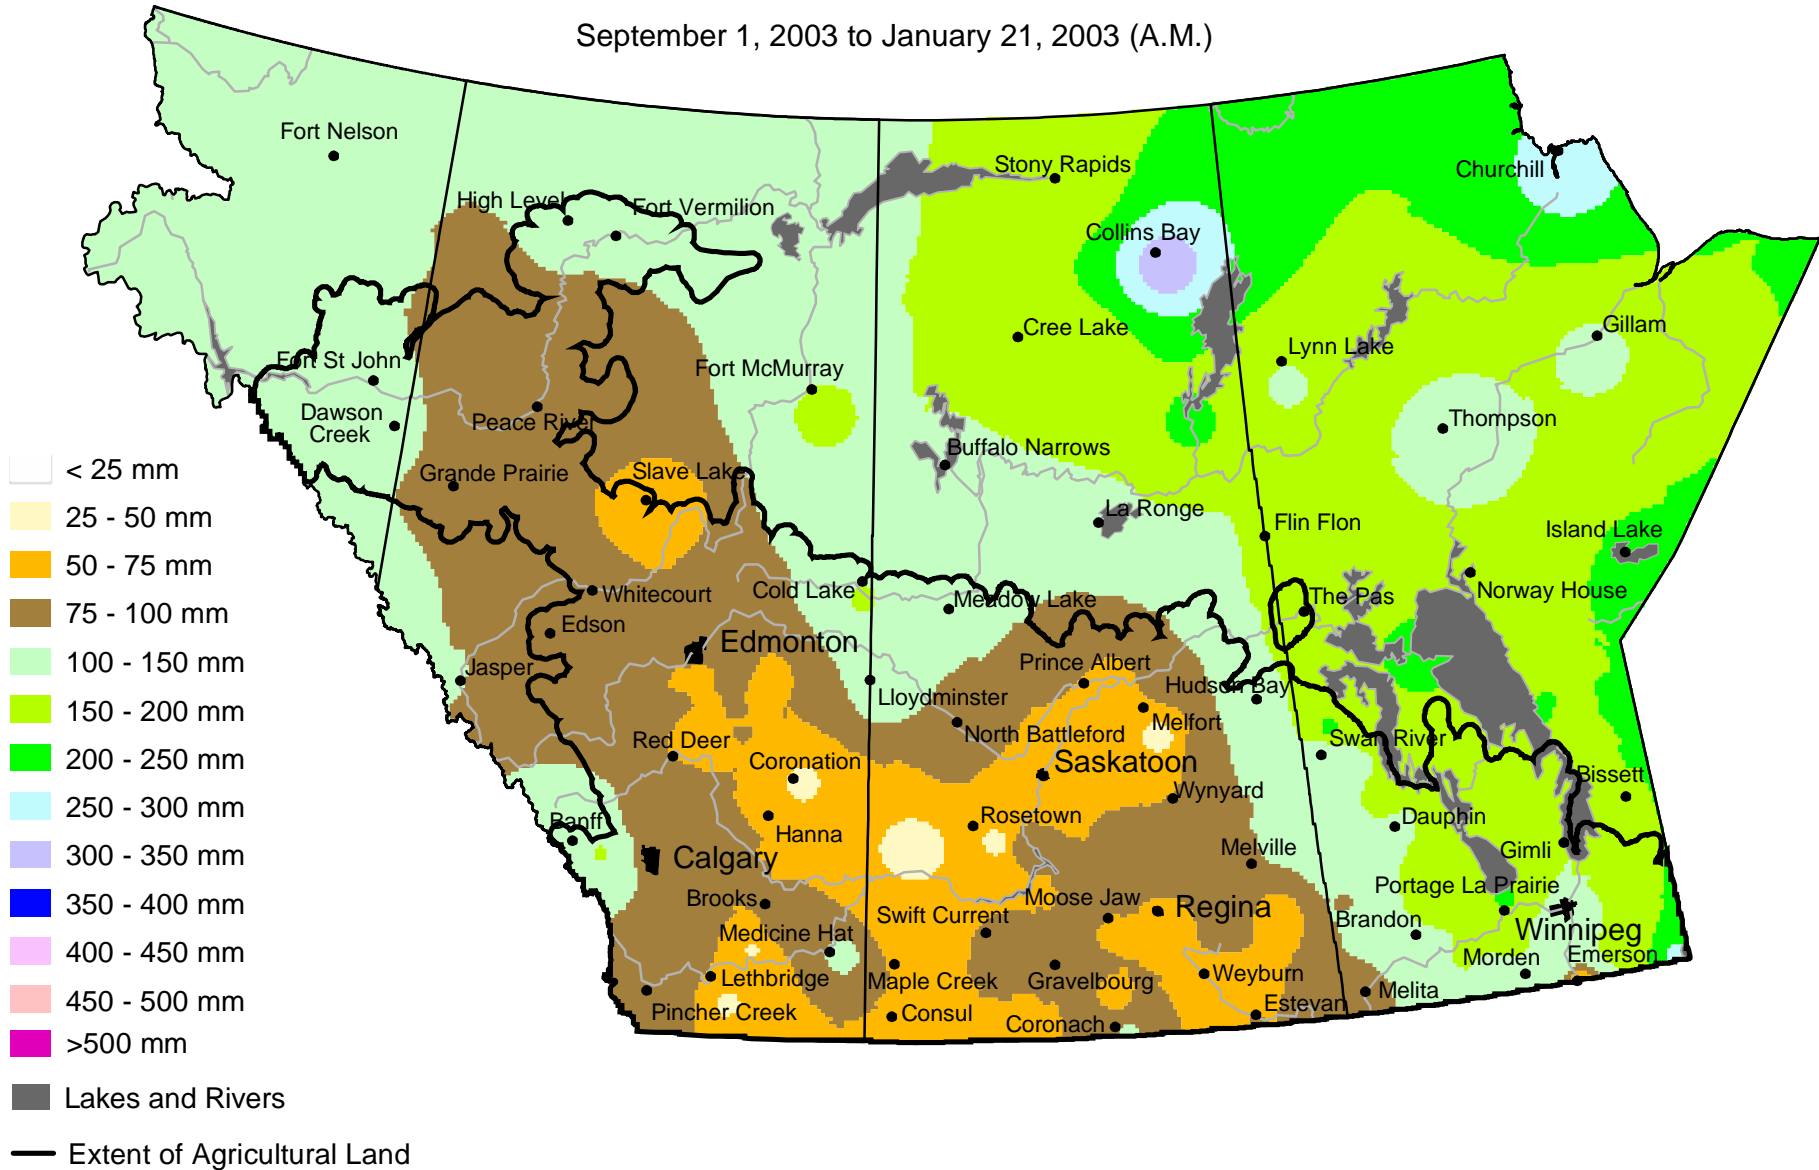 September 1, 2003 to January 21, 2003 (A.M.)
Fort Nelson
Churchill
Stony Rapids
High Level
Fort Vermilion
Collins Bay
Gillam
Cree Lake
Lynn Lake
Fort St John
Fort McMurray
Dawson
Creek
Peace River
Thompson
Buffalo Narrows
Grande Prairie
Slave Lake
La Ronge
Flin Flon
Island Lake
Whitecourt
Cold Lake
Meadow Lake
The Pas
Norway House
Edson
Edmonton
Jasper
Prince Albert
Hudson Bay
Lloydminster
Melfort
North Battleford
Red Deer
Swan River
Coronation
Saskatoon
Bissett
Wynyard
Banff
Hanna
Rosetown
Dauphin
Calgary
Melville
Gimli
Portage La Prairie
Brooks
Moose Jaw
Regina
Swift Current
Brandon
Winnipeg
Medicine Hat
Morden
Emerson
Lethbridge
Maple Creek
Gravelbourg
Weyburn
Melita
Pincher Creek
Consul
Coronach
Estevan
< 25 mm
25 - 50 mm
50 - 75 mm
75 - 100 mm
100 - 150 mm
150 - 200 mm
200 - 250 mm
250 - 300 mm
300 - 350 mm
350 - 400 mm
400 - 450 mm
450 - 500 mm
>500 mm
Lakes and Rivers
Extent of Agricultural Land